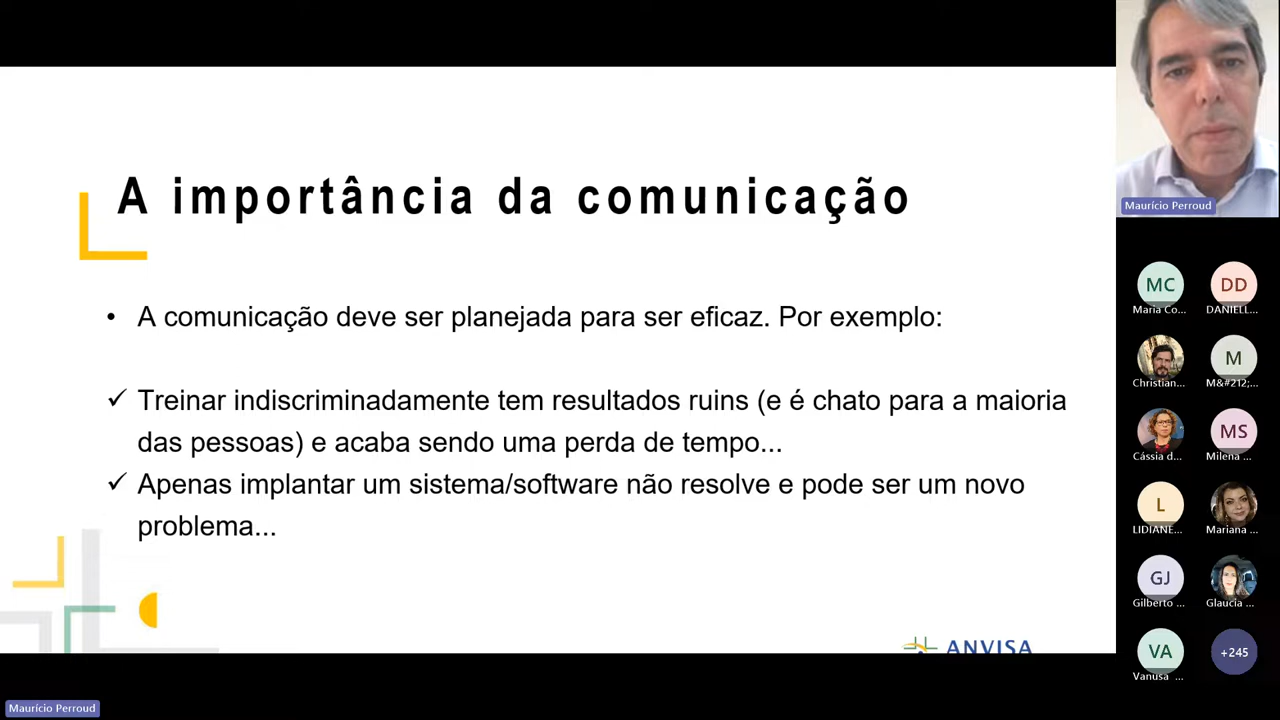 A importância da comunicação
• A comunicação deve ser planejada para ser eficaz. Por exemplo:
✓ Treinar indiscriminadamente tem resultados ruins (e é chato para a maioria
das pessoas) e acaba sendo uma perda de tempo...
✓ Apenas implantar um sistema/software não resolve e pode ser um novo
problema...
ANVISA
Maurício Perroud
MC
Maria Co...
DD
DANIELL...
Christian...
M
M&#212;...
Cássia d...
MS
Milena ...
L
LIDIANE...
Mariana ...
GJ
Gilberto ...
Glaucia ...
VA
Vanusa ...
+245
Maurício Perroud